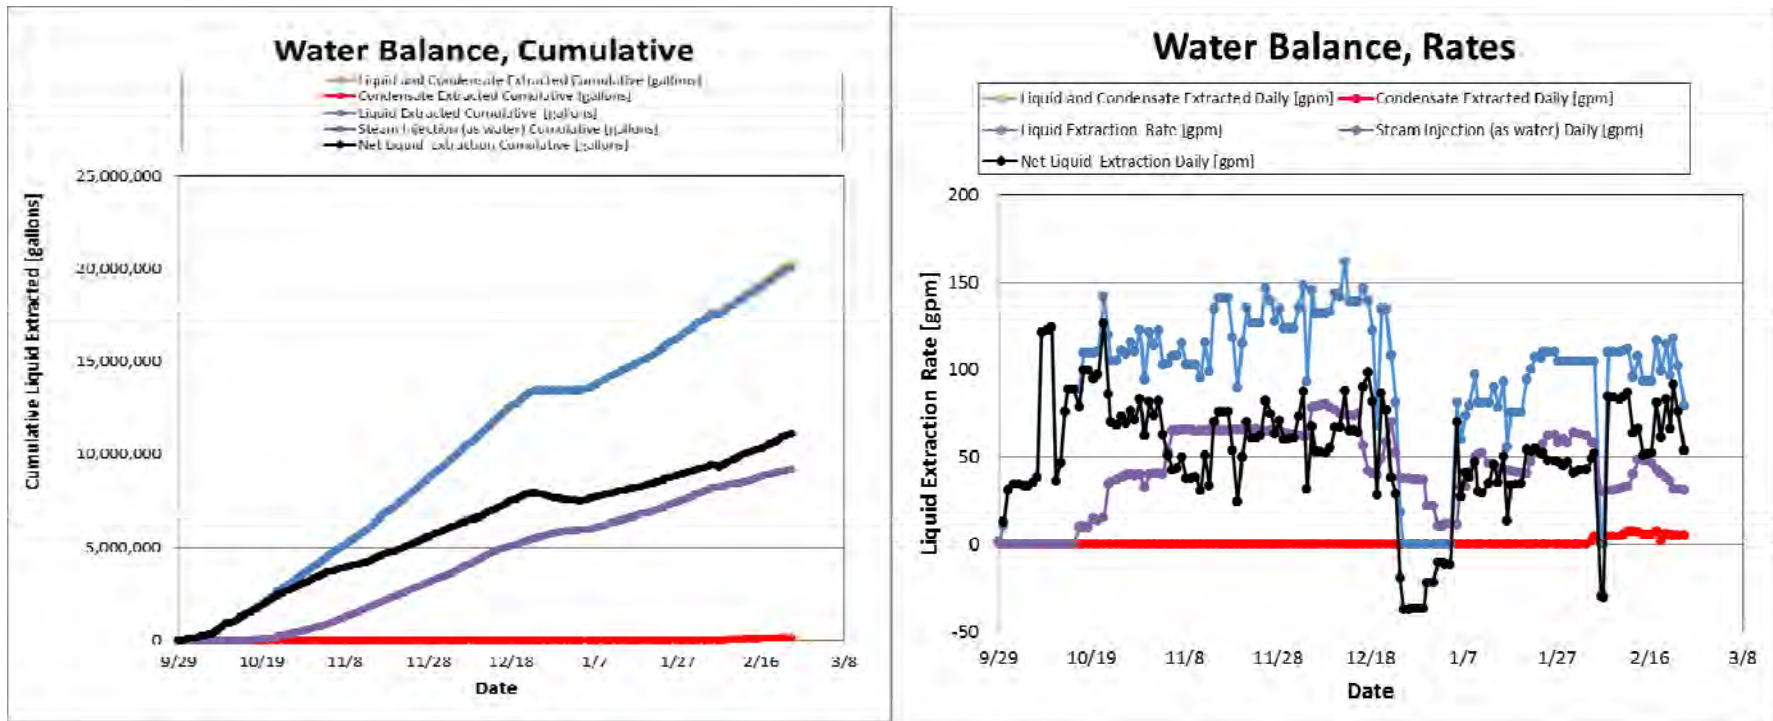 Water Balance, Cumulative
Liquid and Condensate Extracted Cumulative [gallons]
Condensate Extracted Cumulative [gallons]
Liquid Extracted Cumulative [gallons]
Steam Injection (as water) Cumulative [gallons]
Net Liquid Extraction Cumulative [gallons]
Cumulative Liquid Extracted [gallons]
25,000,000
20,000,000
15,000,000
10,000,000
5,000,000
0
9/29 10/19 11/8 11/28 12/18 1/7 1/27 2/16 3/8
Date
Water Balance, Rates
Liquid and Condensate Extracted Daily [gpm] Condensate Extracted Daily [gpm]
Liquid Extraction Rate [gpm] Steam Injection (as water) Daily [gpm]
Net Liquid Extraction Daily [gpm]
Liquid Extraction Rate [gpm]
200
150
100
50
0
-50
9/29 10/19 11/8 11/28 12/18 1/7 1/27 2/16 3/8
Date